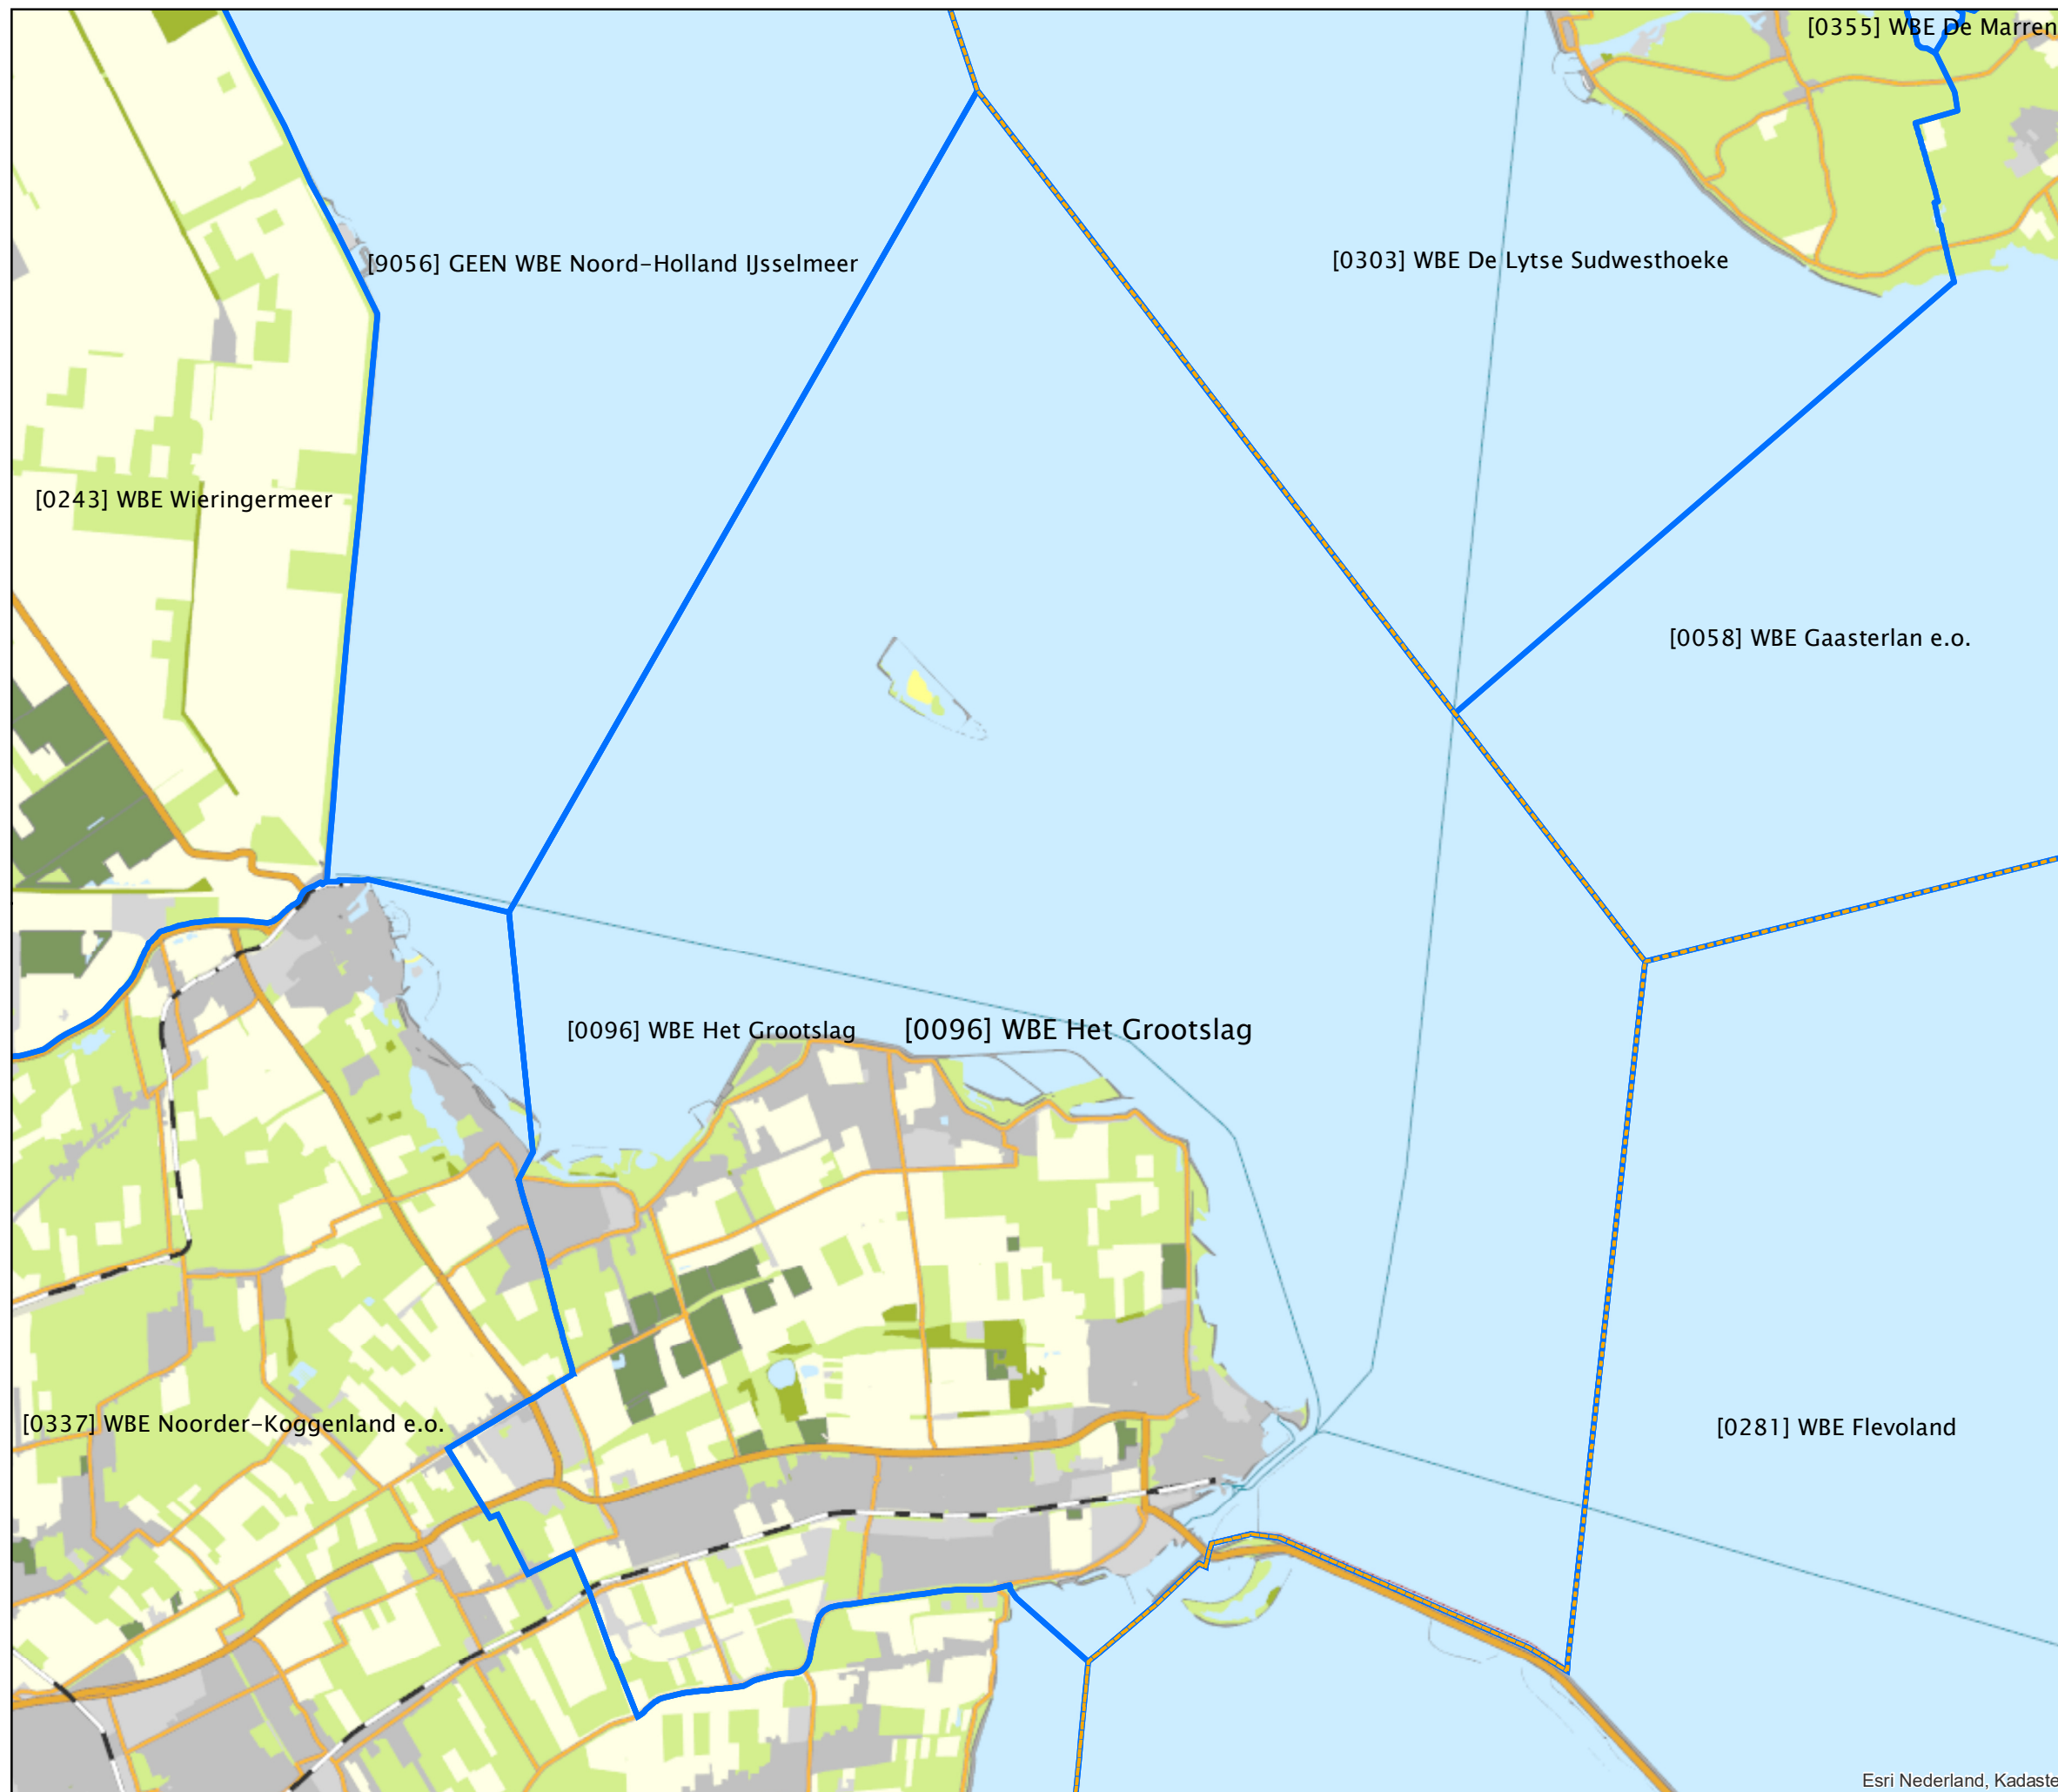 [0355] WBE De Marren
[9056] GEEN WBE Noord-Holland IJsselmeer
[0303] WBE De Lytse Sudwesthoeke
[0243] WBE Wieringermeer
[0058] WBE Gaasterlan e.o.
[0096] WBE Het Grootslag
[0096] WBE Het Grootslag
[0337] WBE Noorder-Koggenland e.o.
[0281] WBE Flevoland
Esri Nederland, Kadaste